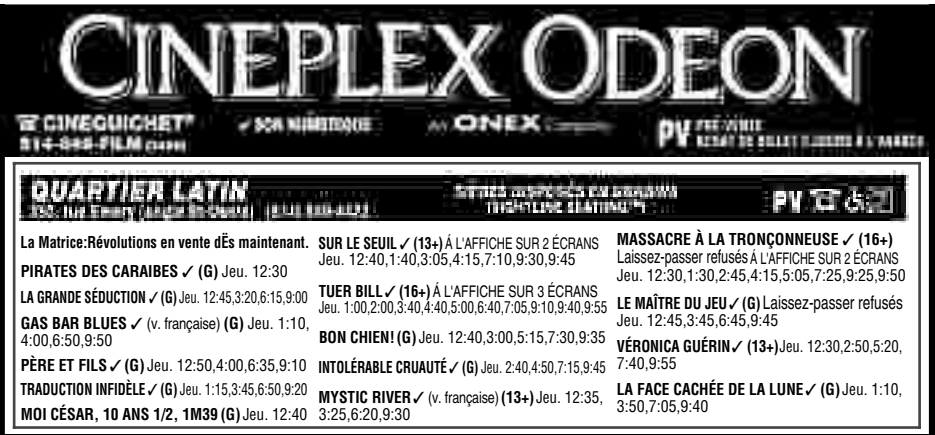 CINEPLEX ODEON
CINEGUICHET
SON NUMERIQUE
ONEX
PV
514-849-FILM
QUARTIER LATIN
PV
350, rue Emery
La Matrice:Révolutions en vente dËs maintenant.
PIRATES DES CARAIBES ✓ (G) Jeu. 12:30
LA GRANDE SÉDUCTION ✓ (G) Jeu. 12:45,3:20,6:15,9:00
GAS BAR BLUES ✓ (v. française) (G) Jeu. 1:10,
4:00,6:50,9:50
PÈRE ET FILS ✓ (G) Jeu. 12:50,4:00,6:35,9:10
TRADUCTION INFIDÈLE ✓ (G) Jeu. 1:15,3:45,6:50,9:20
MOI CÉSAR, 10 ANS 1/2, 1M39 (G) Jeu. 12:40
SUR LE SEUIL ✓ (13+) Á L'AFFICHE SUR 2 ÉCRANS
Jeu. 12:40,1:40,3:05,4:15,7:10,9:30,9:45
TUER BILL ✓ (16+) Á L'AFFICHE SUR 3 ÉCRANS
Jeu. 1:00,2:00,3:40,4:40,5:00,6:40,7:05,9:10,9:40,9:55
BON CHIEN! (G) Jeu. 12:40,3:00,5:15,7:30,9:35
INTOLÉRABLE CRUAUTÉ ✓ (G) Jeu. 2:40,4:50,7:15,9:45
MYSTIC RIVER ✓ (v. française) (13+) Jeu. 12:35,
3:25,6:20,9:30
MASSACRE À LA TRONÇONNEUSE ✓ (16+)
Laissez-passer refusés Á L'AFFICHE SUR 2 ÉCRANS
Jeu. 12:30,1:30,2:45,4:15,5:05,7:25,9:25,9:50
LE MAÎTRE DU JEU ✓ (G) Laissez-passer refusés
Jeu. 12:45,3:45,6:45,9:45
VÉRONICA GUÉRIN ✓ (13+) Jeu. 12:30,2:50,5:20,
7:40,9:55
LA FACE CACHÉE DE LA LUNE ✓ (G) Jeu. 1:10,
3:50,7:05,9:40